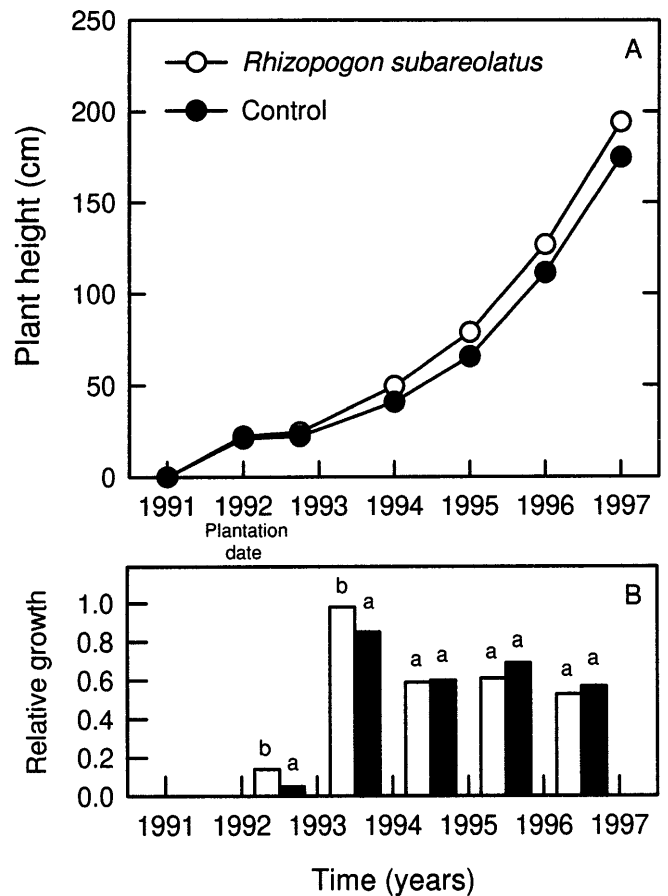 250
A
Rhizopogon subareolatus
200
Control
150
100
50
0
Plant height (cm)
1991 1992 1993 1994 1995 1996 1997
Plantation
date
B
1.0
0.8
0.6
0.4
0.2
0.0
Relative growth
b a b a a a a a a a
1991 1992 1993 1994 1995 1996 1997
Time (years)